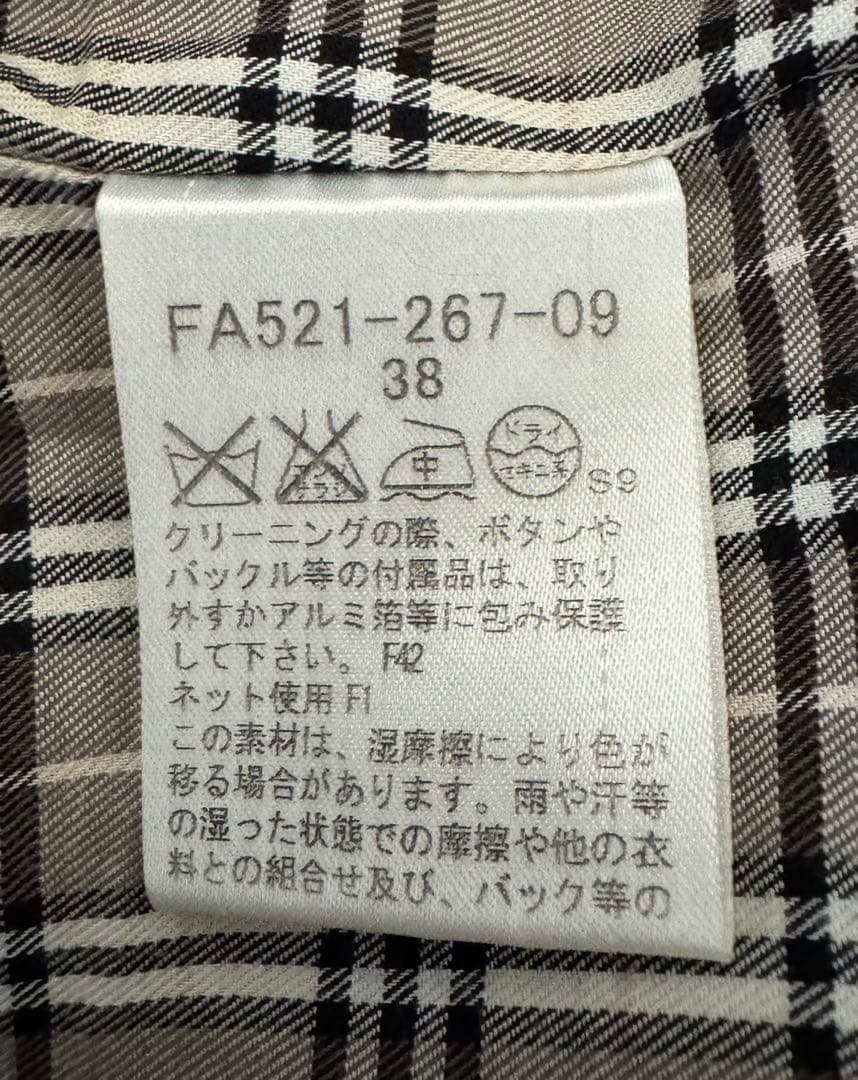 FA521-267-09
38
エンソ
サラシ
中
ドライ
セキユ系
S9
クリーニングの際、ボタンや
バックル等の付属品は、取り
外すかアルミ箔等に包み保護
して下さい。 F42
ネット使用 F1
この素材は、湿摩擦により色が
移る場合があります。雨や汗等
の湿った状態での摩擦や他の衣
料との組合せ及び、バック等の